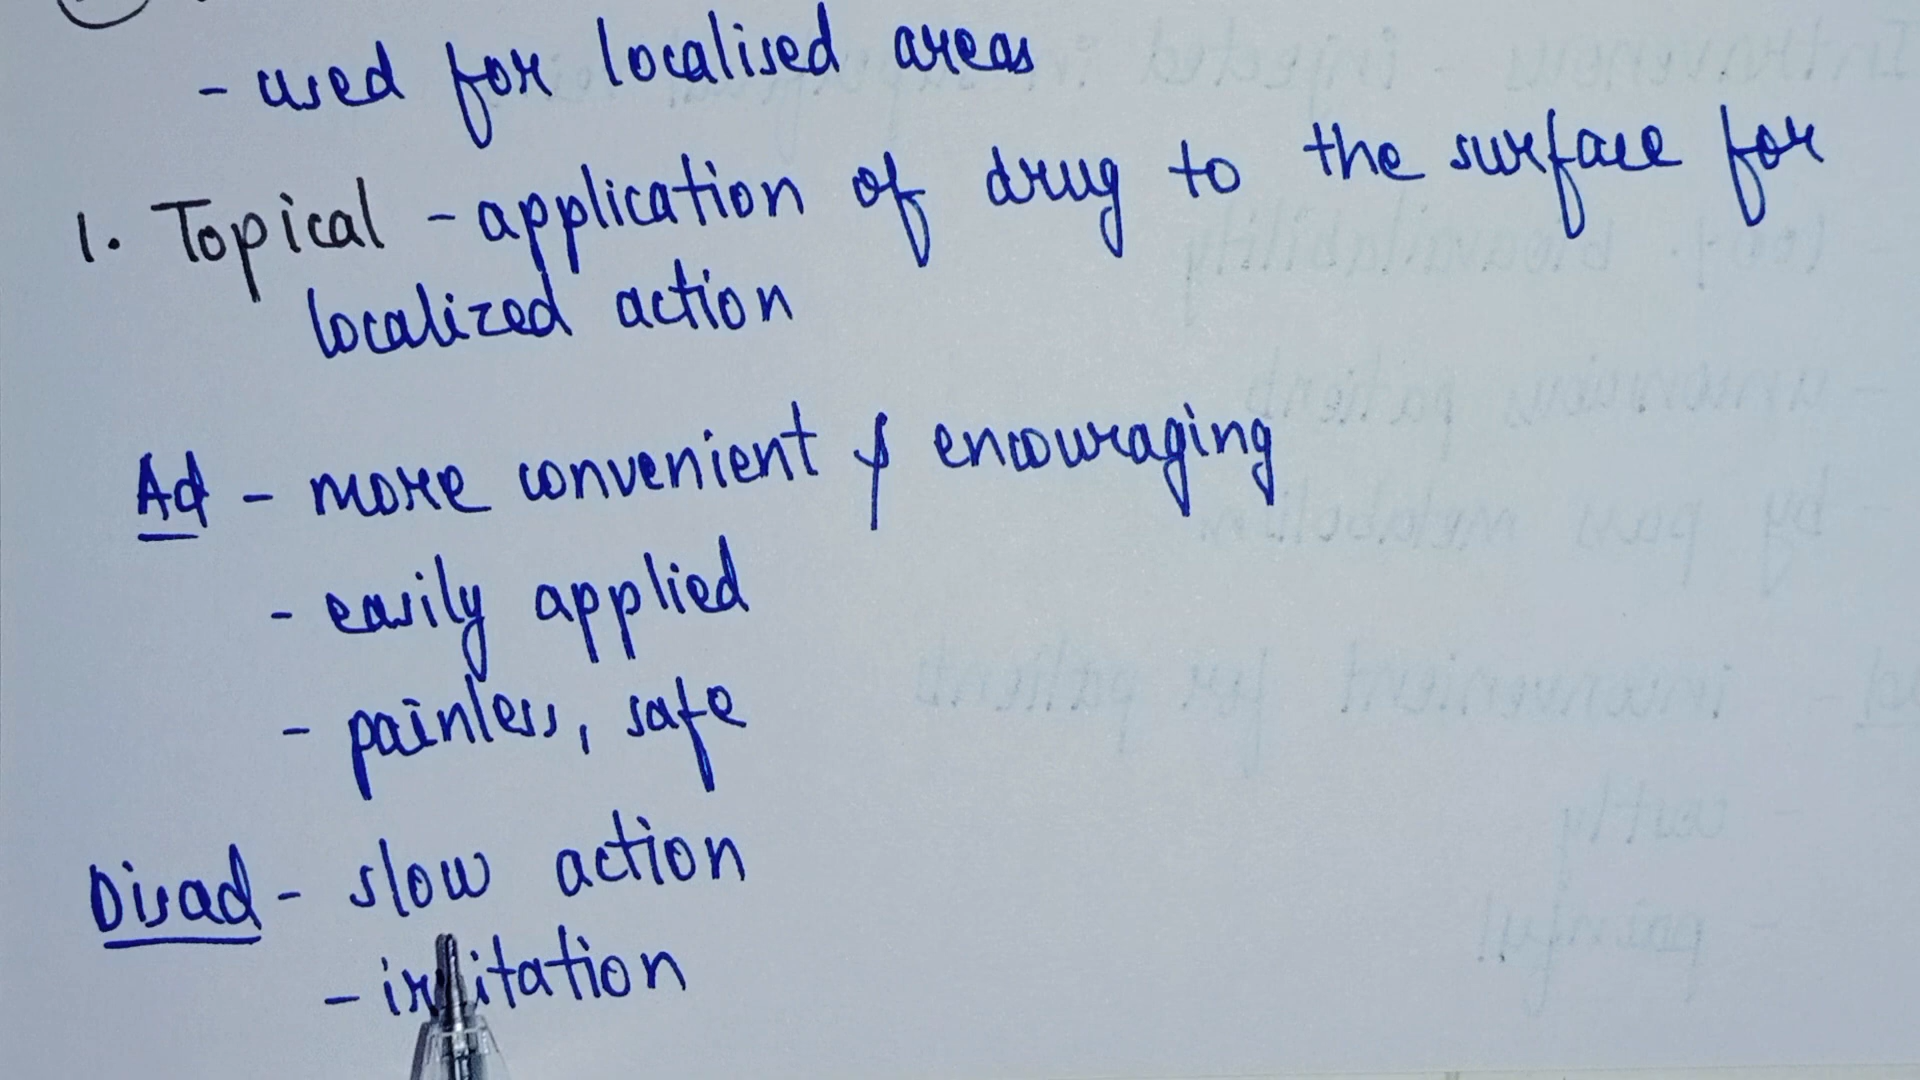 - used for localised areas
1. Topical - application of drug to the surface for
localized action
Ad - more convenient & encouraging
- easily applied
- painless, safe
Disad - slow action
- irritation